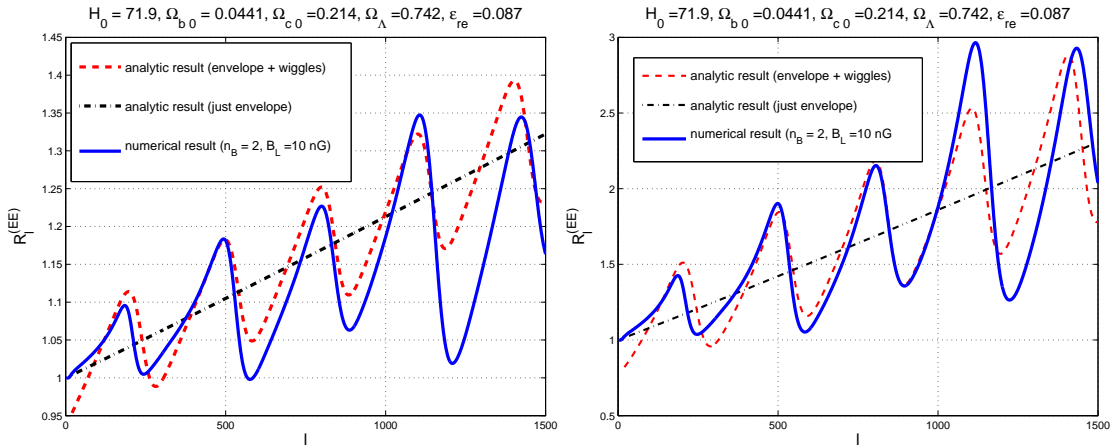 H₀ = 71.9, Ω_b 0 = 0.0441, Ω_c 0 = 0.214, Ω_Λ =0.742, ε_re =0.087
1.45
1.4
1.35
1.3
1.25
1.2
1.15
1.1
1.05
1
0.95
R_l^(EE)
analytic result (envelope + wiggles)
analytic result (just envelope)
numerical result (n_B = 2, B_L =10 nG)
0 500 1000 1500
l
H₀ =71.9, Ω_b 0 = 0.0441, Ω_c 0 = 0.214, Ω_Λ =0.742, ε_re =0.087
3
2.5
2
1.5
1
0.5
R_l^(EE)
analytic result (envelope + wiggles)
analytic result (just envelope)
numerical result (n_B = 2, B_L =10 nG
0 500 1000 1500
l